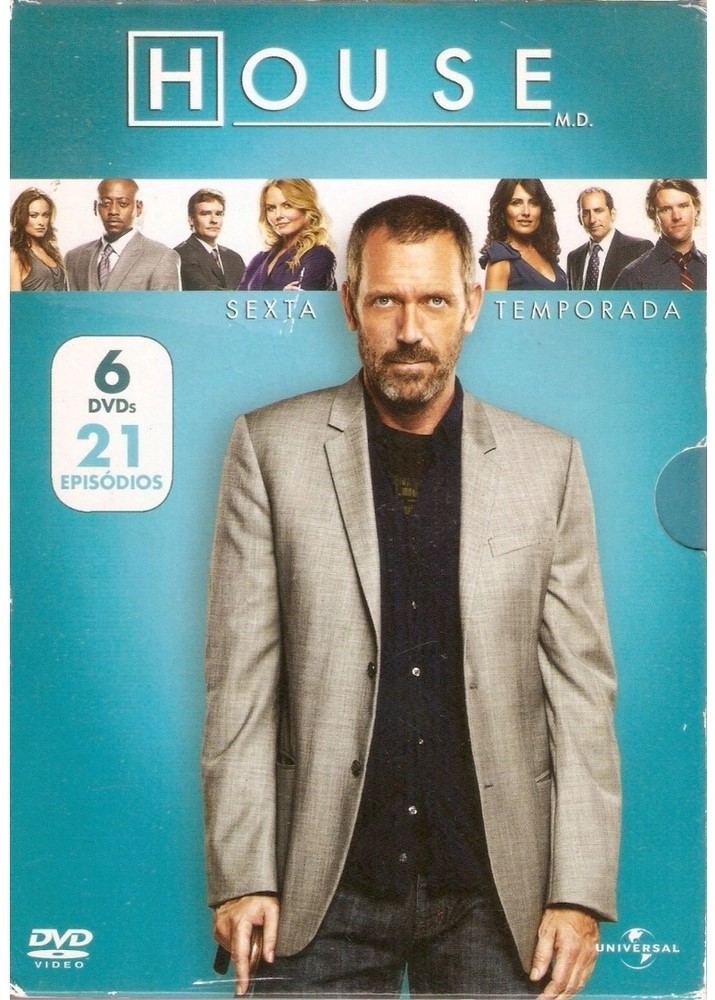 HOUSE
M.D.
SEXTA TEMPORADA
6
DVDs
21
EPISÓDIOS
DVD
VIDEO
UNIVERSAL